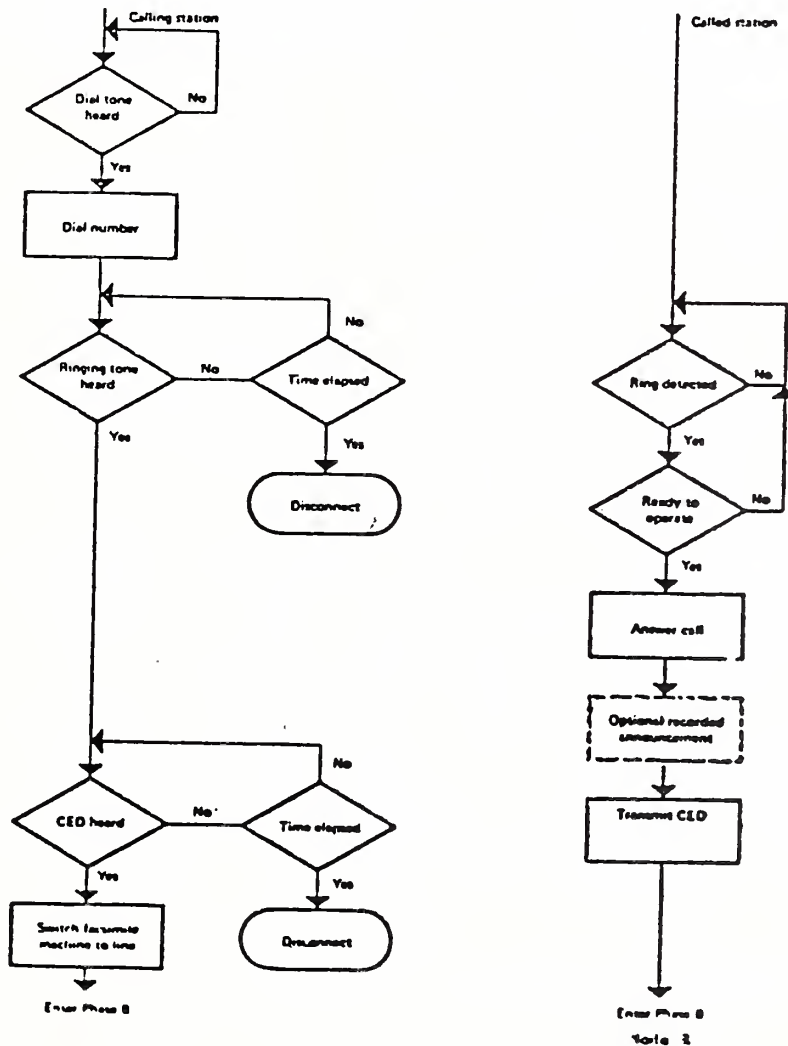 Calling station
Dial tone
heard
No
Yes
Dial number
No
Ringing tone
heard
No
Time elapsed
Yes
Yes
Disconnect
No
CED heard
No
Time elapsed
Yes
Yes
Switch facsimile
machine to line
Disconnect
Enter Phase B
Called station
Ring detected
No
Yes
Ready to
operate
No
Yes
Answer call
Optional recorded
announcement
Transmit CED
Enter Phase B